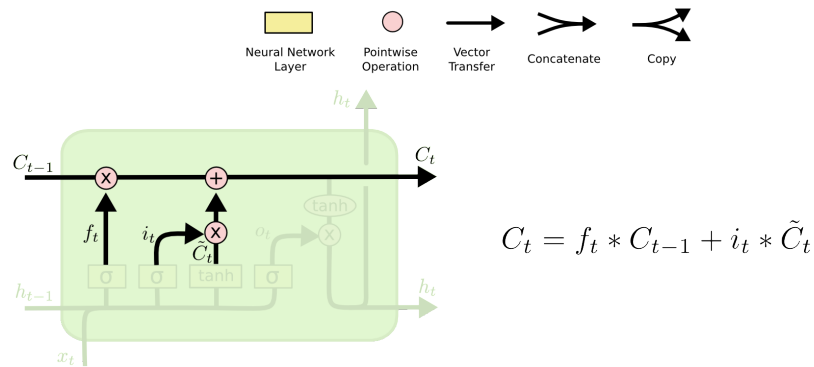 Neural Network Layer
Pointwise Operation
Vector Transfer
Concatenate
Copy
h_t
C_{t-1}
C_t
x
+
f_t
i_t
x
C̃_t
o_t
x
tanh
σ
σ
tanh
σ
h_{t-1}
h_t
x_t
C_t = f_t * C_{t-1} + i_t * C̃_t